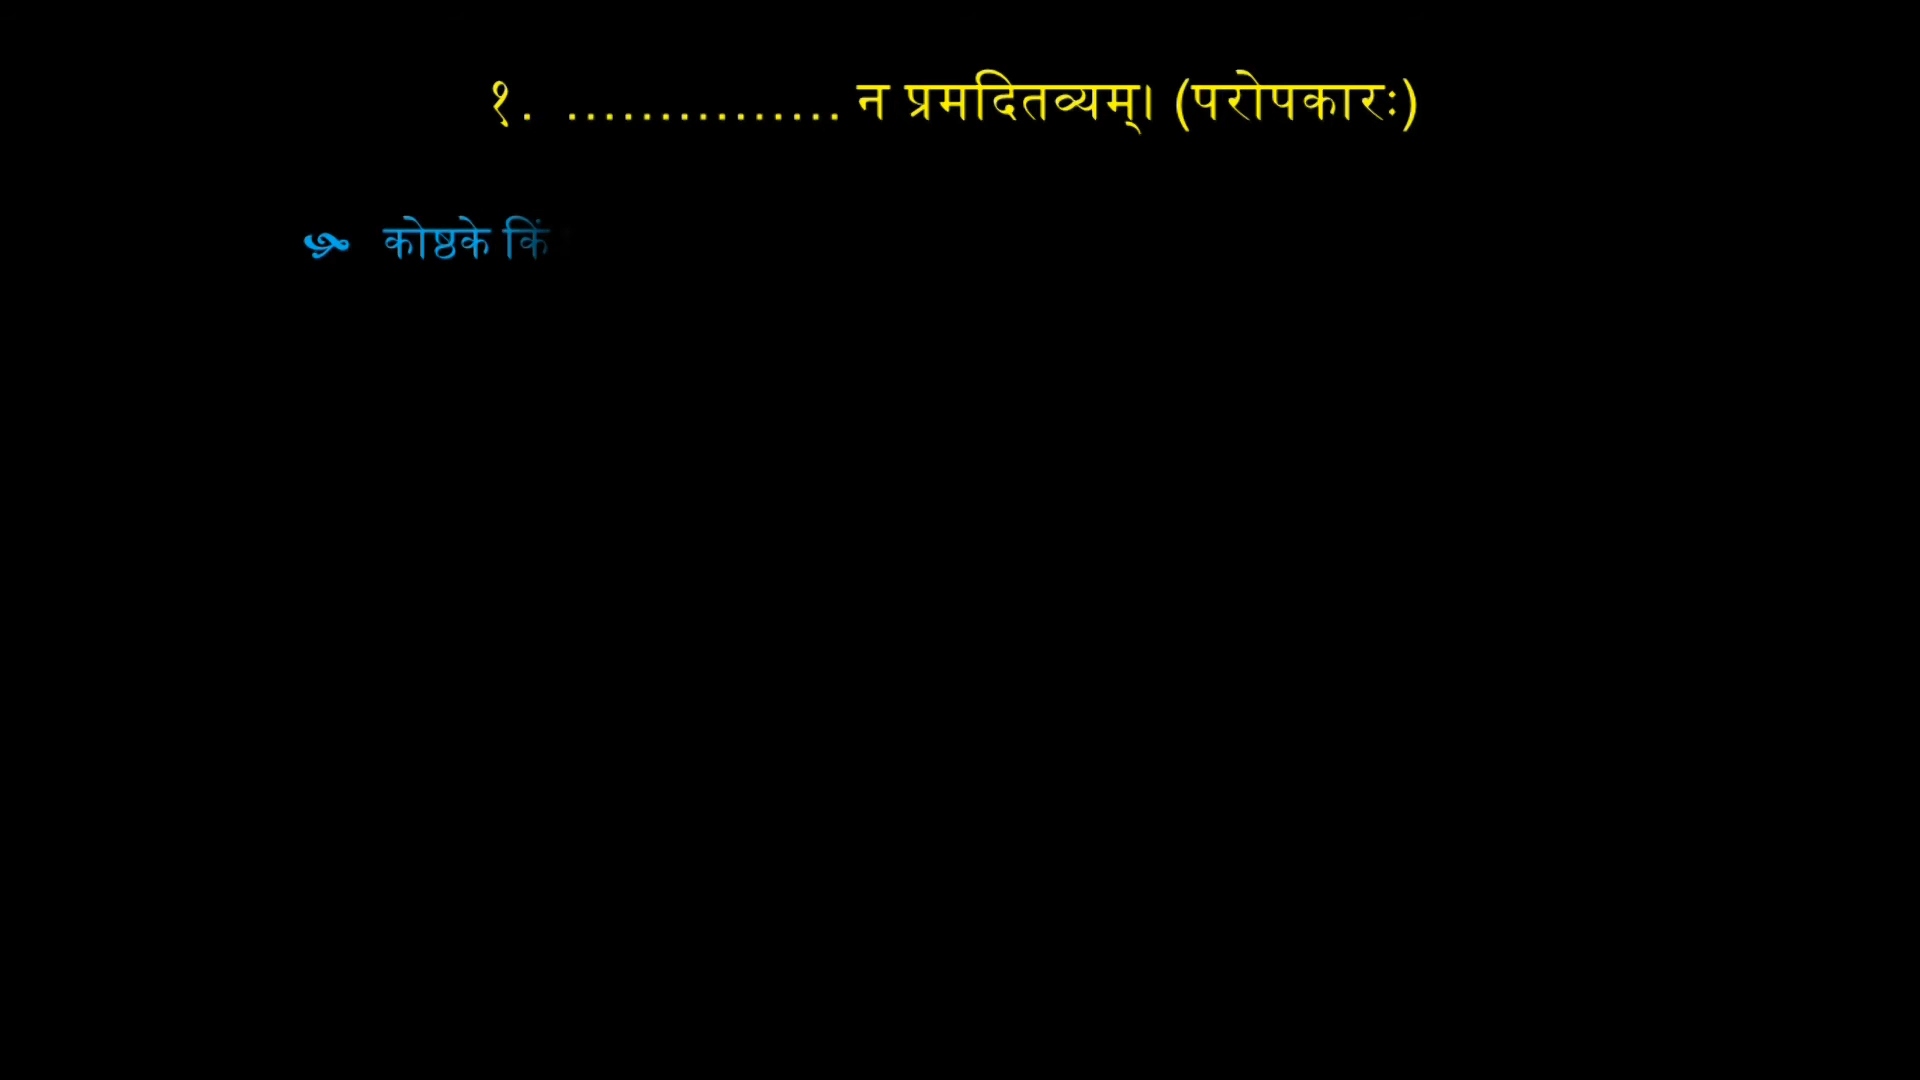 १. ............... न प्रमदितव्यम्। (परोपकारः)
कोष्ठके किं